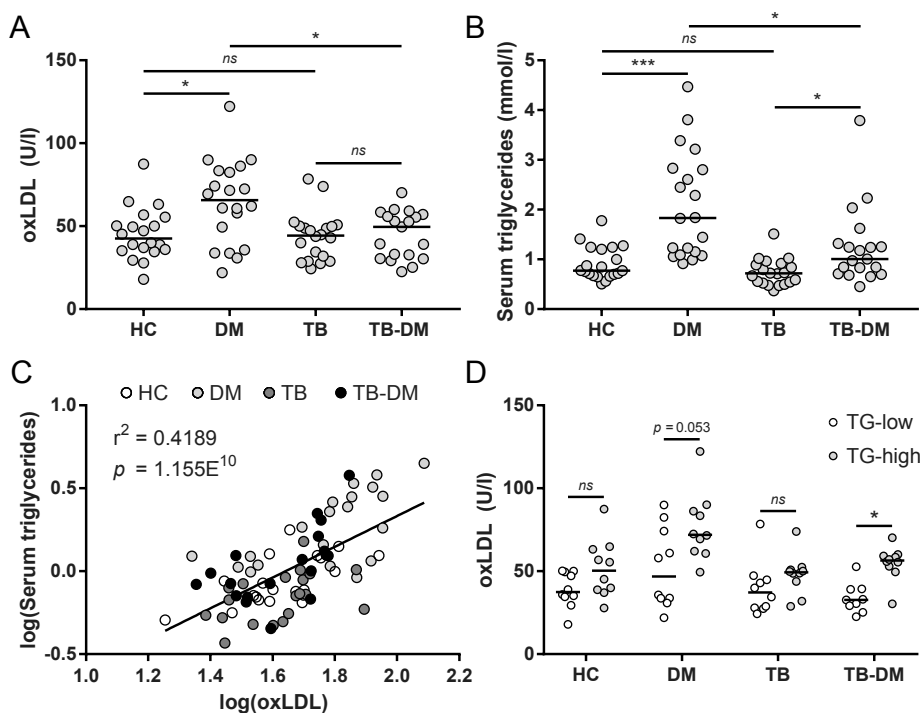 A
oxLDL (U/l)
150
100
50
0
*
ns
*
ns
HC DM TB TB-DM
B
Serum triglycerides (mmol/l)
5
4
3
2
1
0
*
ns
***
*
HC DM TB TB-DM
C
HC DM TB TB-DM
log(Serum triglycerides)
1.0
0.5
0.0
-0.5
r² = 0.4189
p = 1.155E¹⁰
1.0 1.2 1.4 1.6 1.8 2.0 2.2
log(oxLDL)
D
oxLDL (U/l)
150
100
50
0
TG-low
TG-high
ns
p = 0.053
ns
*
HC DM TB TB-DM